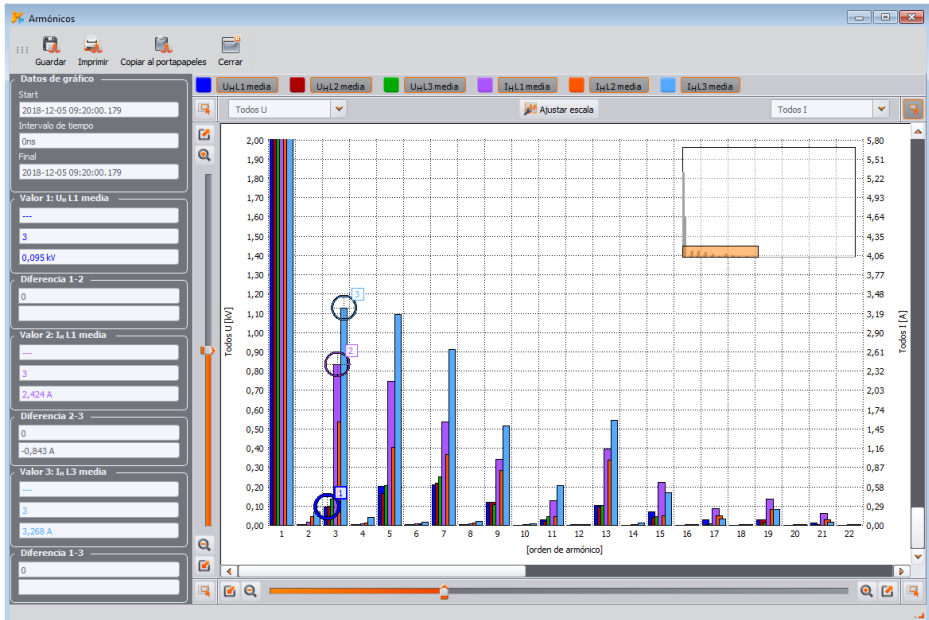 Armónicos
Guardar Imprimir Copiar al portapapeles Cerrar
Datos de gráfico
Start
2018-12-05 09:20:00.179
Intervalo de tiempo
0ns
Final
2018-12-05 09:20:00.179
Valor 1: UH L1 media
---
3
0,095 kV
Diferencia 1-2
0
Valor 2: IH L1 media
---
3
2,424 A
Diferencia 2-3
0
-0,843 A
Valor 3: IH L3 media
---
3
3,268 A
Diferencia 1-3
0
UHL1 media UHL2 media UHL3 media IHL1 media IHL2 media IHL3 media
Todos U Ajustar escala Todos I
Todos U [kV]
2,00
1,90
1,80
1,70
1,60
1,50
1,40
1,30
1,20
1,10
1,00
0,90
0,80
0,70
0,60
0,50
0,40
0,30
0,20
0,10
0,00
3
2
1
5,80
5,51
5,22
4,93
4,64
4,35
4,06
3,77
3,48
3,19
2,90
2,61
2,32
2,03
1,74
1,45
1,16
0,87
0,58
0,29
0,00
Todos I [A]
1 2 3 4 5 6 7 8 9 10 11 12 13 14 15 16 17 18 19 20 21 22
[orden de armónico]